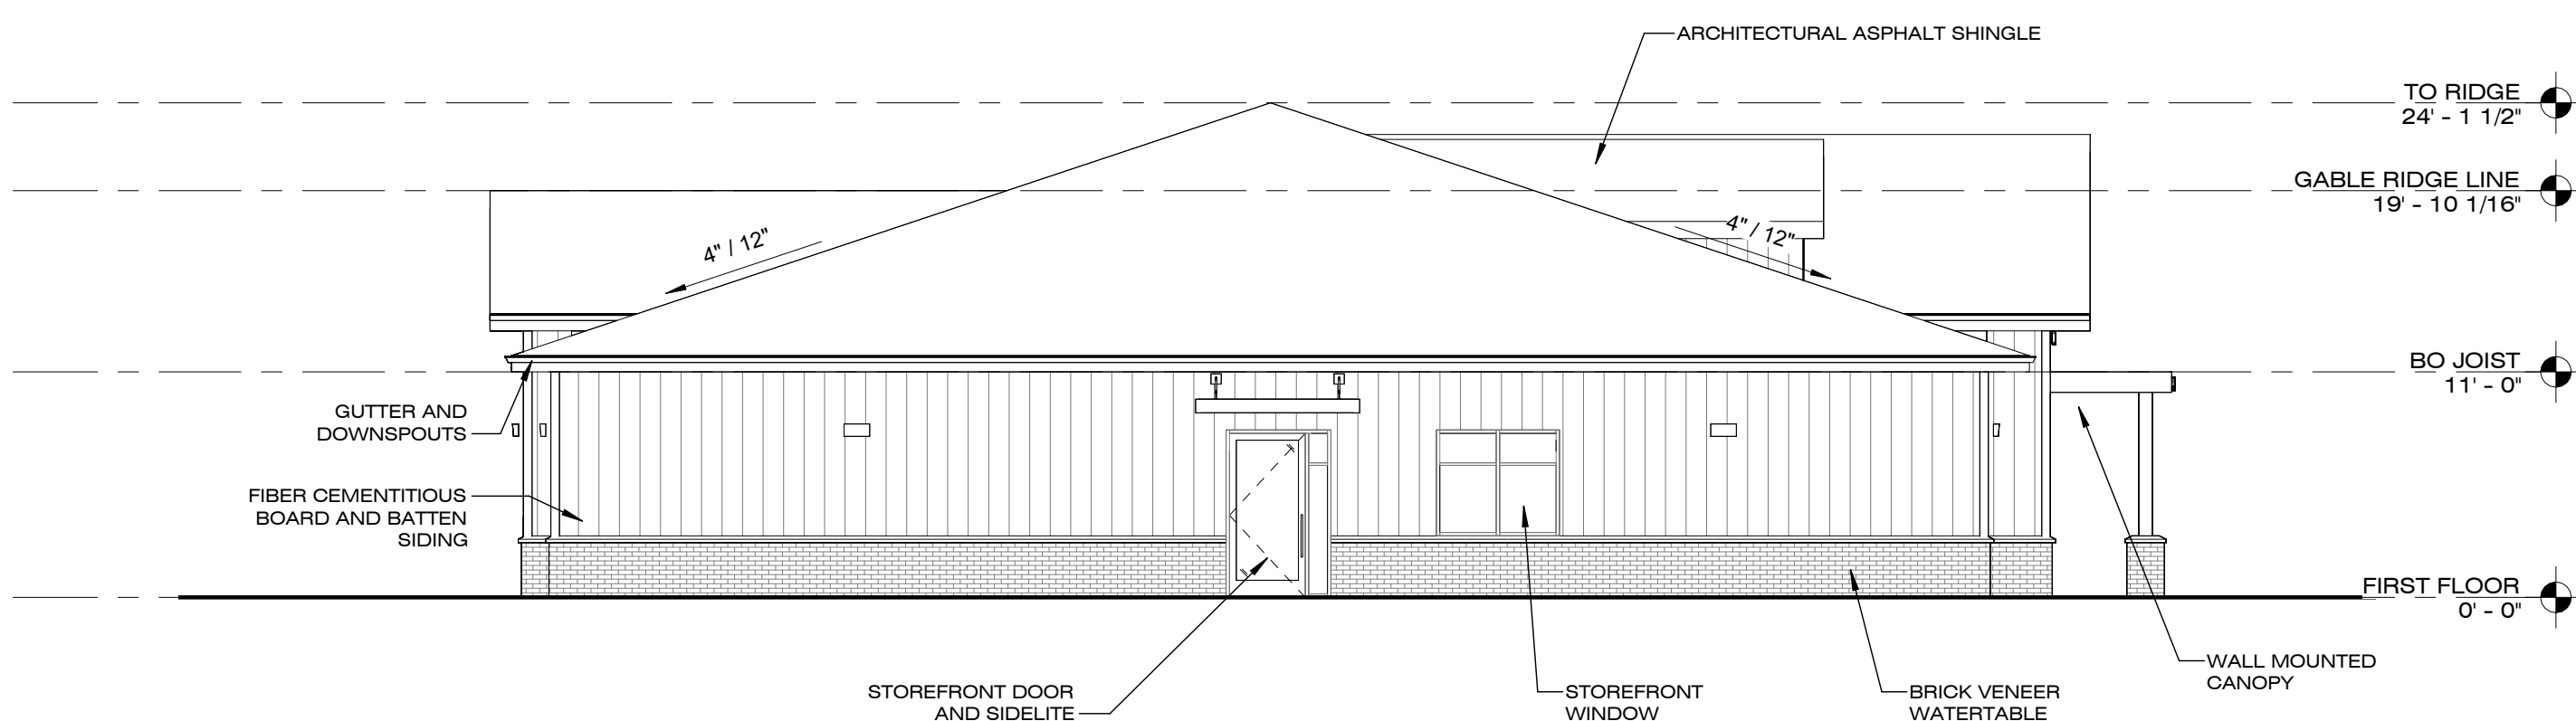 ARCHITECTURAL ASPHALT SHINGLE
TO RIDGE
24' - 1 1/2"
GABLE RIDGE LINE
19' - 10 1/16"
4" / 12"
4" / 12"
BO JOIST
11' - 0"
GUTTER AND
DOWNSPOUTS
FIBER CEMENTITIOUS
BOARD AND BATTEN
SIDING
FIRST FLOOR
0' - 0"
WALL MOUNTED
CANOPY
STOREFRONT DOOR
AND SIDELITE
STOREFRONT
WINDOW
BRICK VENEER
WATERTABLE